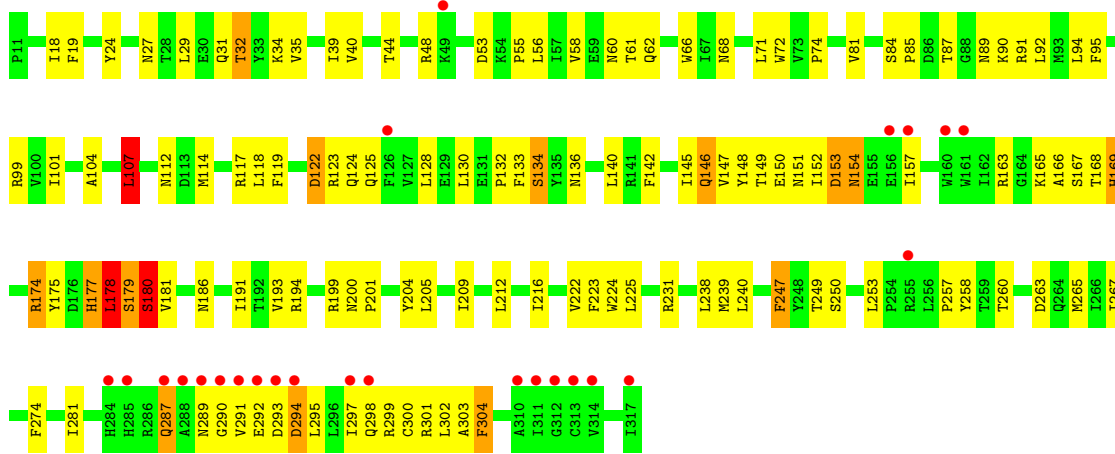 P11 I18 F19 Y24 N27 T28 L29 E30 Q31 T32 Y33 K34 V35 I39 V40 T44 R48 K49 D53 K54 P55 L56 I57 V58 E59 N60 T61 Q62 W66 I67 N68 L71 W72 V73 P74 V81 S84 P85 D86 T87 G88 N89 K90 R91 L92 M93 L94 F95
R99 V100 I101 A104 L107 N112 D113 M114 R117 L118 F119 D122 R123 Q124 Q125 F126 V127 L128 E129 L130 E131 P132 F133 S134 Y135 N136 L140 R141 F142 I145 Q146 V147 Y148 T149 E150 N151 I152 D153 N154 E155 E156 I157 W160 W161 I162 R163 G164 K165 A166 S167 T168 H169
R174 Y175 D176 H177 L178 S179 S180 V181 N186 I191 T192 V193 R194 R199 N200 P201 Y204 L205 I209 L212 I216 V222 F223 W224 L225 R231 L238 M239 L240 F247 Y248 T249 S250 L253 P254 R255 L256 P257 Y258 T259 T260 D263 Q264 M265 I266
F274 I281 H284 H285 R286 Q287 A288 N289 G290 V291 E292 D293 D294 L295 L296 I297 Q298 R299 C300 R301 L302 A303 F304 A310 I311 G312 C313 V314 I317